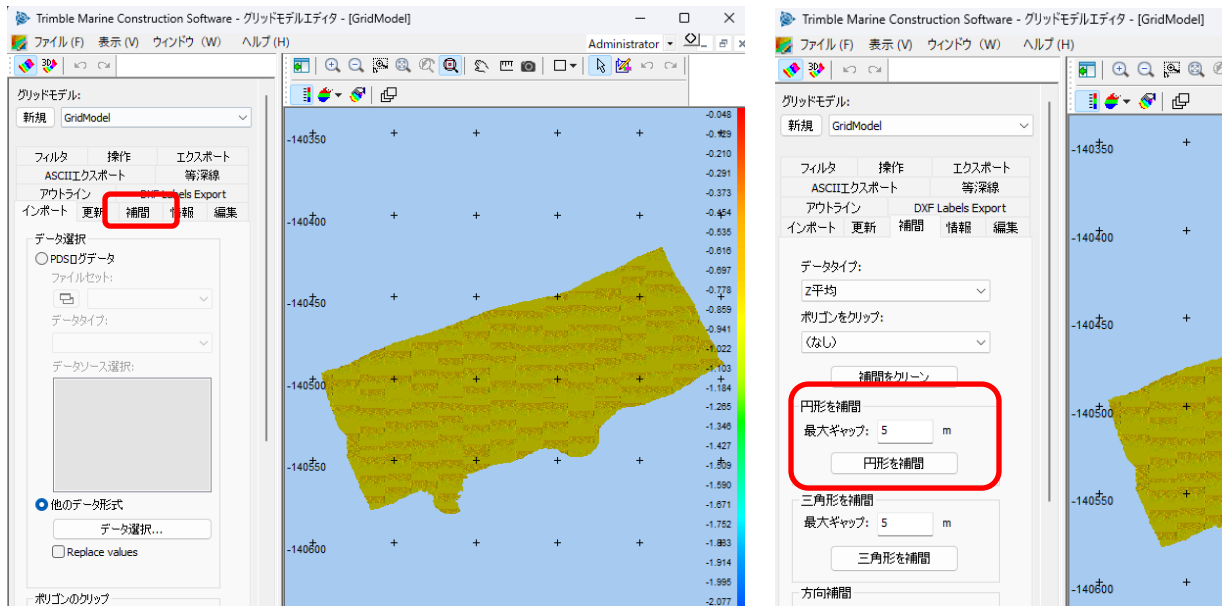 Trimble Marine Construction Software - グリッドモデルエディタ - [GridModel]
ファイル (F) 表示 (V) ウィンドウ (W) ヘルプ (H)
Administrator
グリッドモデル:
新規 GridModel
フィルタ 操作 エクスポート
ASCIIエクスポート 等深線
アウトライン DXF Labels Export
インポート 更新 補間 情報 編集
データ選択
PDSログデータ
ファイルセット:
データタイプ:
データソース選択:
他のデータ形式
データ選択...
Replace values
ポリゴンのクリップ
-140350
-140400
-140450
-140500
-140550
-140600
-0.048
-0.129
-0.210
-0.291
-0.373
-0.454
-0.535
-0.616
-0.697
-0.778
-0.859
-0.941
-1.022
-1.103
-1.184
-1.265
-1.346
-1.427
-1.509
-1.590
-1.671
-1.752
-1.833
-1.914
-1.995
-2.077
Trimble Marine Construction Software - グリッドモデルエディタ - [GridModel]
ファイル (F) 表示 (V) ウィンドウ (W) ヘルプ (H)
グリッドモデル:
新規 GridModel
フィルタ 操作 エクスポート
ASCIIエクスポート 等深線
アウトライン DXF Labels Export
インポート 更新 補間 情報 編集
データタイプ:
Z平均
ポリゴンをクリップ:
(なし)
補間をクリーン
円形を補間
最大ギャップ: 5 m
円形を補間
三角形を補間
最大ギャップ: 5 m
三角形を補間
方向補間
-140350
-140400
-140450
-140500
-140550
-140600